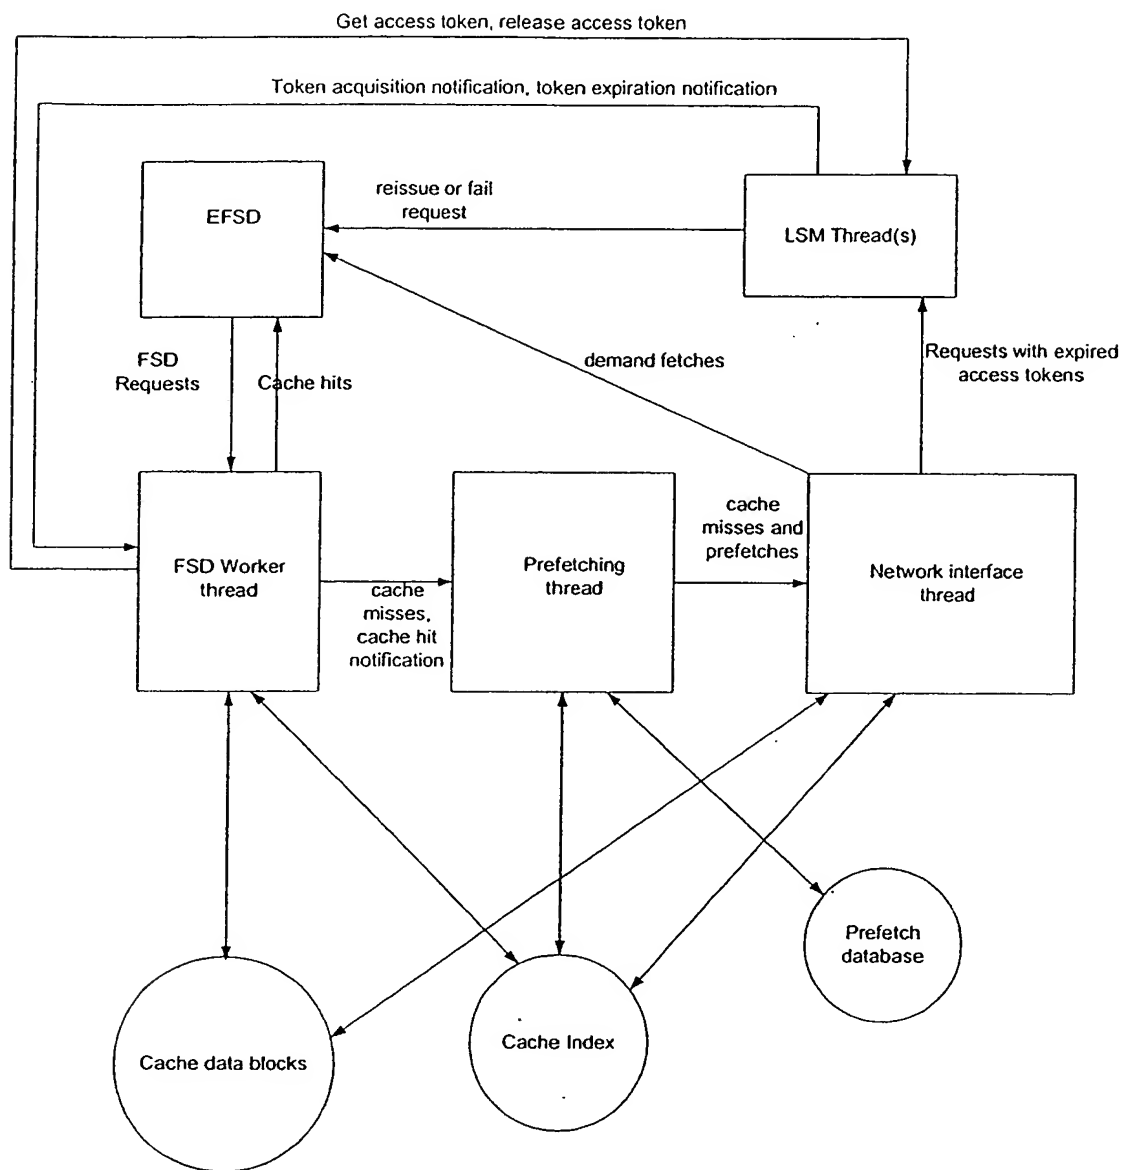 Get access token, release access token
Token acquisition notification, token expiration notification
EFSD
reissue or fail
request
LSM Thread(s)
FSD
Requests
Cache hits
demand fetches
Requests with expired
access tokens
FSD Worker
thread
cache
misses,
cache hit
notification
Prefetching
thread
cache
misses and
prefetches
Network interface
thread
Prefetch
database
Cache data blocks
Cache Index